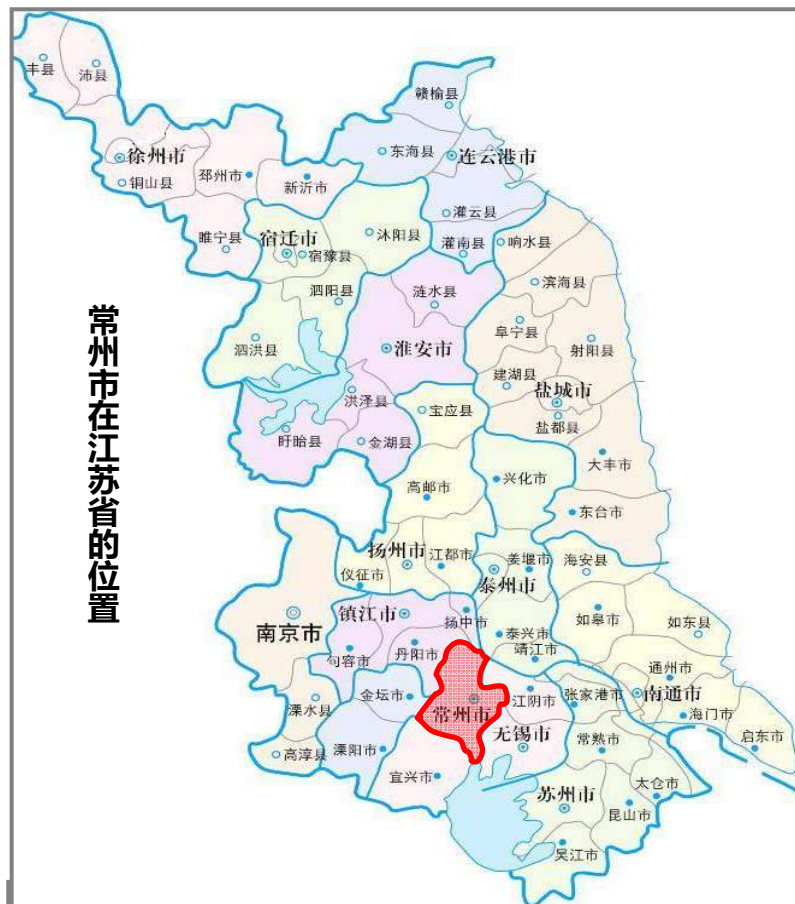 常州市在江苏省的位置
丰县
沛县
赣榆县
徐州市
东海县
连云港市
铜山县
邳州市
新沂市
灌云县
睢宁县
宿迁市
沭阳县
灌南县
响水县
宿豫县
泗阳县
涟水县
滨海县
阜宁县
泗洪县
淮安市
射阳县
建湖县
盐城市
洪泽县
宝应县
盐都县
盱眙县
金湖县
大丰市
高邮市
兴化市
东台市
扬州市
江都市
姜堰市
海安县
仪征市
泰州市
镇江市
扬中市
如皋市
如东县
南京市
泰兴市
句容市
丹阳市
靖江市
通州市
金坛市
江阴市
张家港市
南通市
溧水县
常州市
海门市
无锡市
启东市
高淳县
溧阳市
常熟市
宜兴市
太仓市
苏州市
昆山市
吴江市